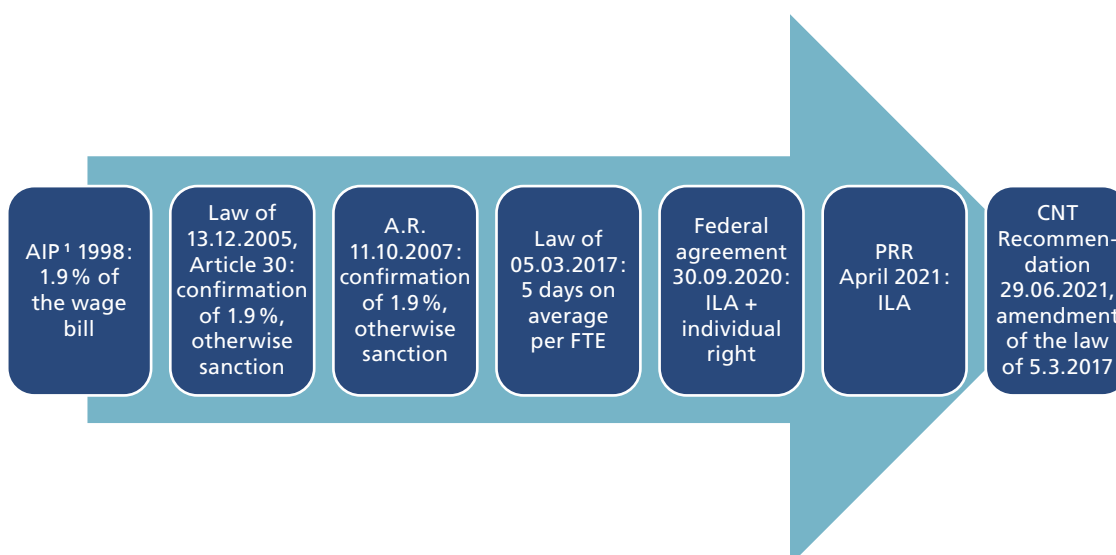 AIP ¹ 1998:
1.9 % of
the wage
bill
Law of
13.12.2005,
Article 30:
confirmation
of 1.9 %,
otherwise
sanction
A.R.
11.10.2007:
confirmation
of 1.9 %,
otherwise
sanction
Law of
05.03.2017:
5 days on
average
per FTE
Federal
agreement
30.09.2020:
ILA +
individual
right
PRR
April 2021:
ILA
CNT
Recommen-
dation
29.06.2021,
amendment
of the law
of 5.3.2017